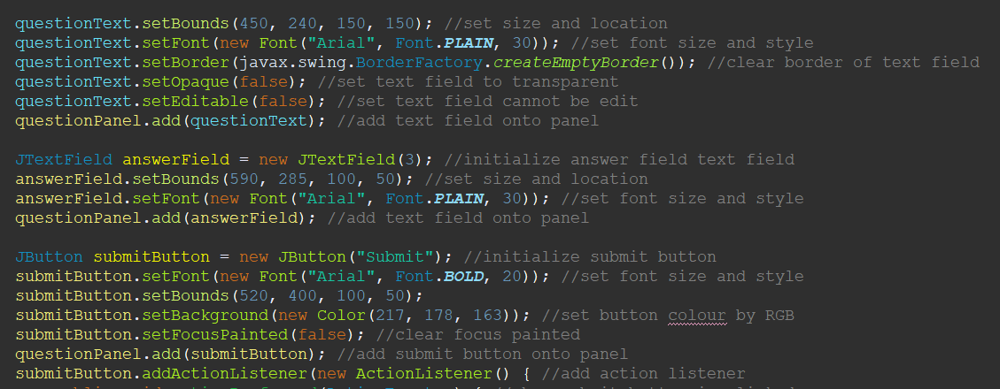 questionText.setBounds(450, 240, 150, 150); //set size and location
questionText.setFont(new Font("Arial", Font.PLAIN, 30)); //set font size and style
questionText.setBorder(javax.swing.BorderFactory.createEmptyBorder()); //clear border of text field
questionText.setOpaque(false); //set text field to transparent
questionText.setEditable(false); //set text field cannot be edit
questionPanel.add(questionText); //add text field onto panel
JTextField answerField = new JTextField(3); //initialize answer field text field
answerField.setBounds(590, 285, 100, 50); //set size and location
answerField.setFont(new Font("Arial", Font.PLAIN, 30)); //set font size and style
questionPanel.add(answerField); //add text field onto panel
JButton submitButton = new JButton("Submit"); //initialize submit button
submitButton.setFont(new Font("Arial", Font.BOLD, 20)); //set font size and style
submitButton.setBounds(520, 400, 100, 50);
submitButton.setBackground(new Color(217, 178, 163)); //set button colour by RGB
submitButton.setFocusPainted(false); //clear focus painted
questionPanel.add(submitButton); //add submit button onto panel
submitButton.addActionListener(new ActionListener() { //add action listener